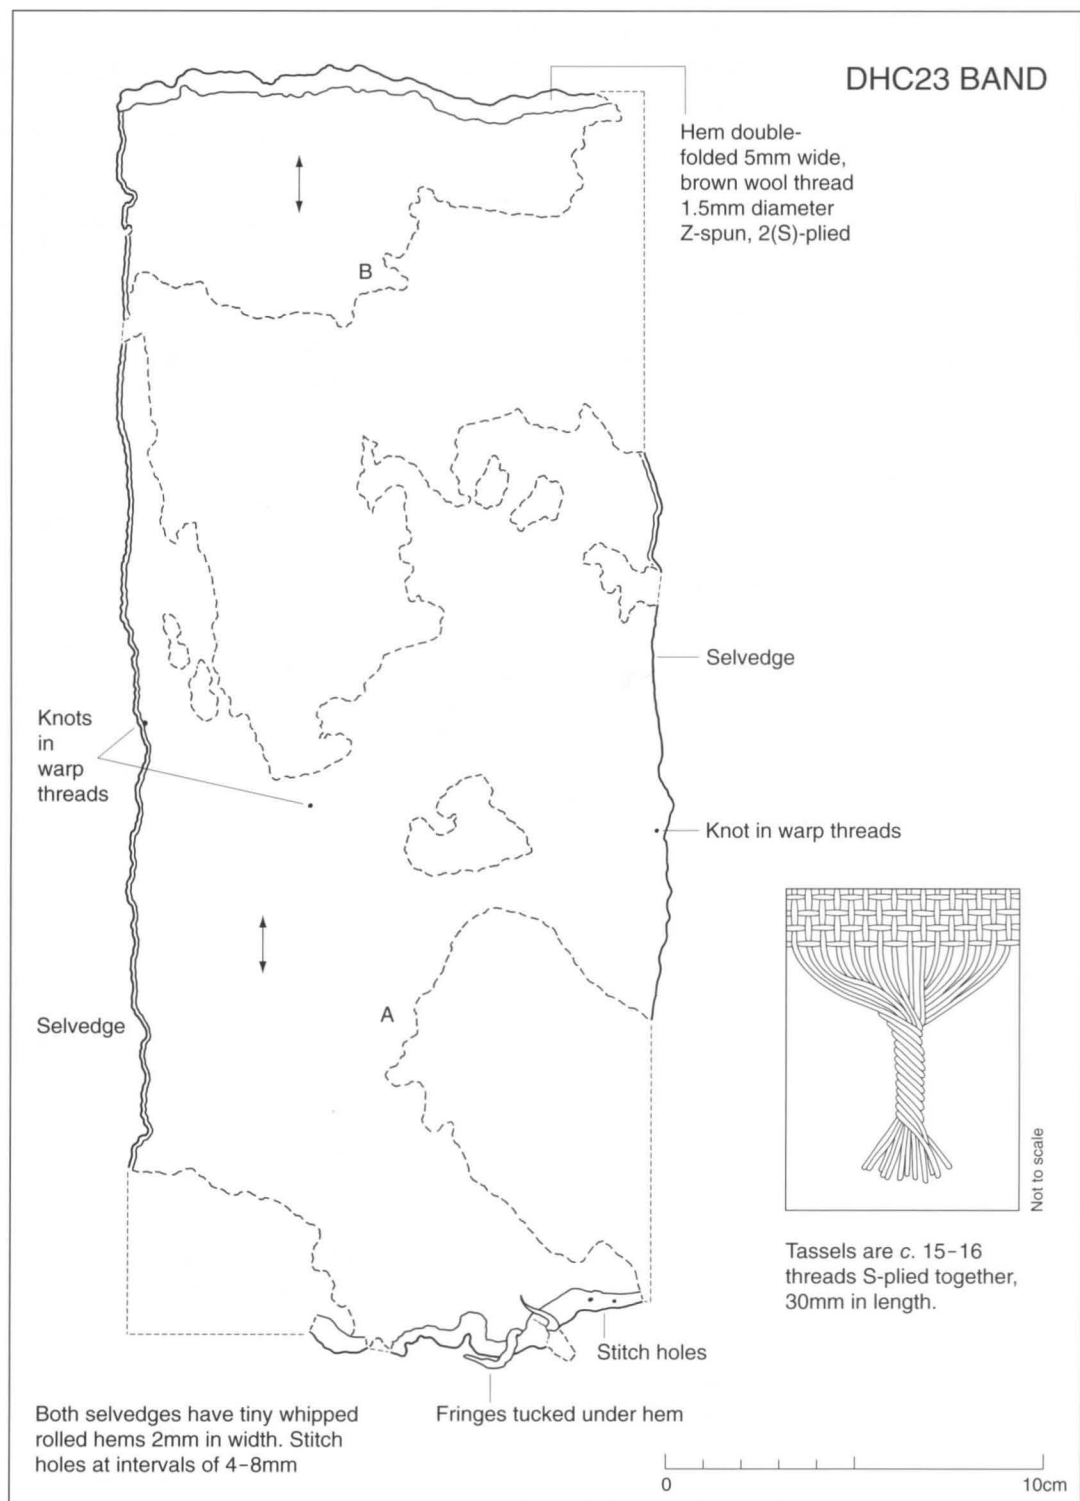 DHC23 BAND
Hem double-
folded 5mm wide,
brown wool thread
1.5mm diameter
Z-spun, 2(S)-plied
B
Selvedge
Knots
in
warp
threads
Knot in warp threads
A
Selvedge
Not to scale
Tassels are c. 15–16
threads S-plied together,
30mm in length.
Stitch holes
Fringes tucked under hem
Both selvedges have tiny whipped
rolled hems 2mm in width. Stitch
holes at intervals of 4–8mm
0
10cm